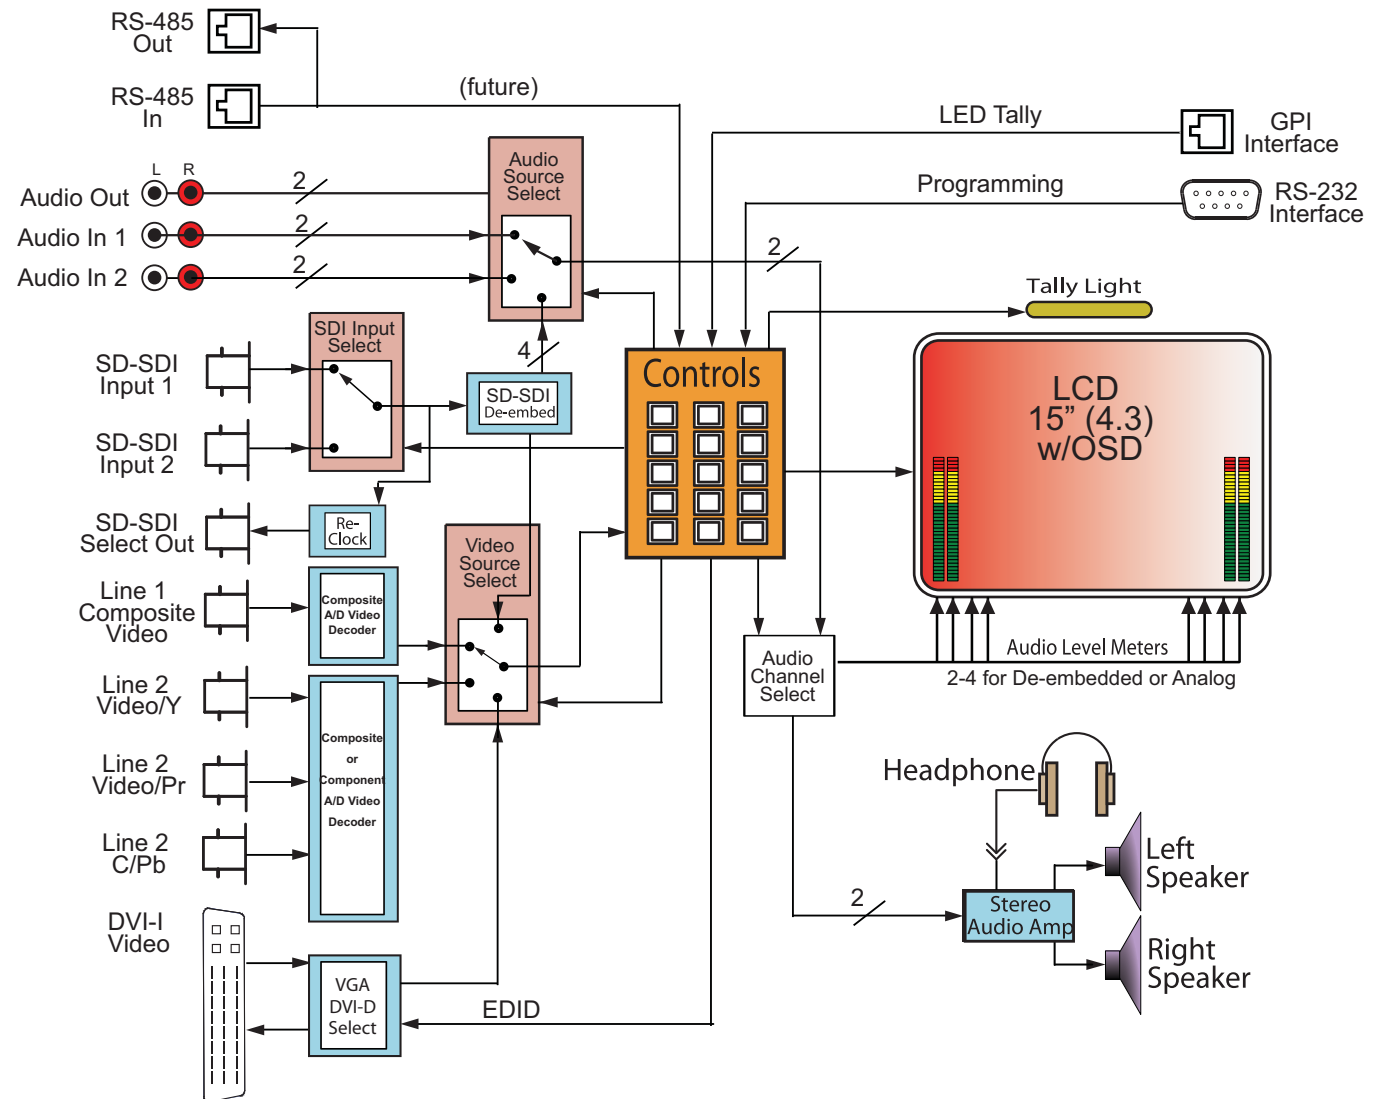 RS-485
Out
RS-485
In
(future)
LED Tally
GPI
Interface
Programming
RS-232
Interface
L R
Audio Out
2
Audio In 1
2
Audio In 2
2
Audio
Source
Select
2
Tally Light
SDI Input
Select
SD-SDI
Input 1
SD-SDI
Input 2
4
SD-SDI
De-embed
Controls
LCD
15” (4.3)
w/OSD
SD-SDI
Select Out
Re-
Clock
Video
Source
Select
Line 1
Composite
Video
Composite
A/D Video
Decoder
Line 2
Video/Y
Line 2
Video/Pr
Line 2
C/Pb
Composite
or
Component
A/D Video
Decoder
Audio
Channel
Select
Audio Level Meters
2-4 for De-embedded or Analog
Headphone
Left
Speaker
2
Stereo
Audio Amp
Right
Speaker
DVI-I
Video
VGA
DVI-D
Select
EDID